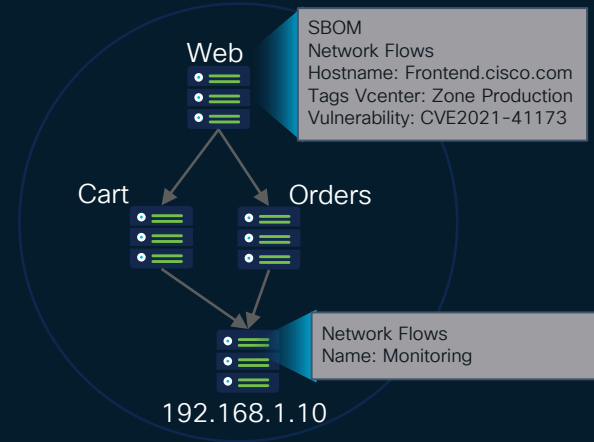 SBOM
Network Flows
Hostname: Frontend.cisco.com
Tags Vcenter: Zone Production
Vulnerability: CVE2021-41173
Web
Cart
Orders
Network Flows
Name: Monitoring
192.168.1.10